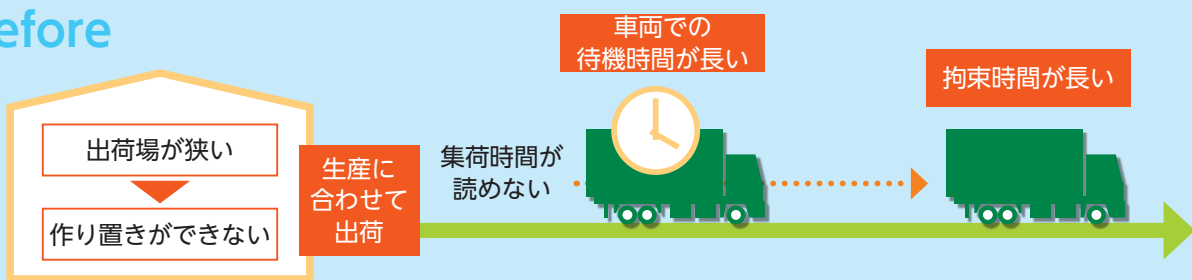 efore
出荷場が狭い
作り置きができない
生産に
合わせて
出荷
集荷時間が
読めない
車両での
待機時間が長い
拘束時間が長い